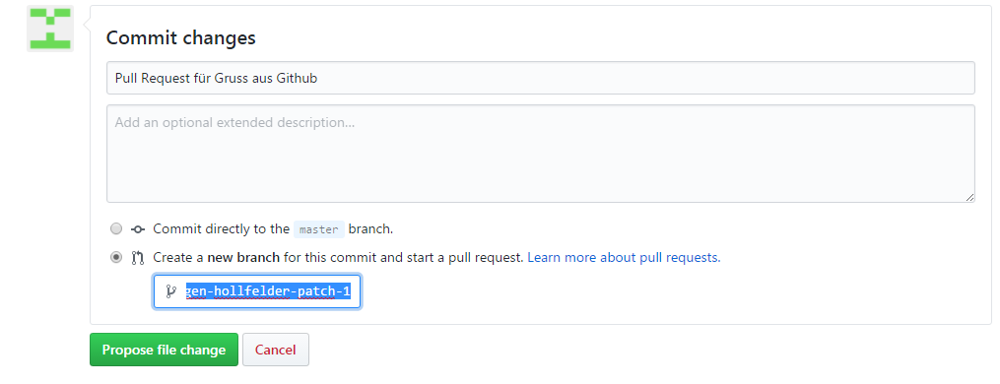 Commit changes
Pull Request für Gruss aus Github
Add an optional extended description...
Commit directly to the master branch.
Create a new branch for this commit and start a pull request. Learn more about pull requests.
gen-hollfelder-patch-1
Propose file change Cancel